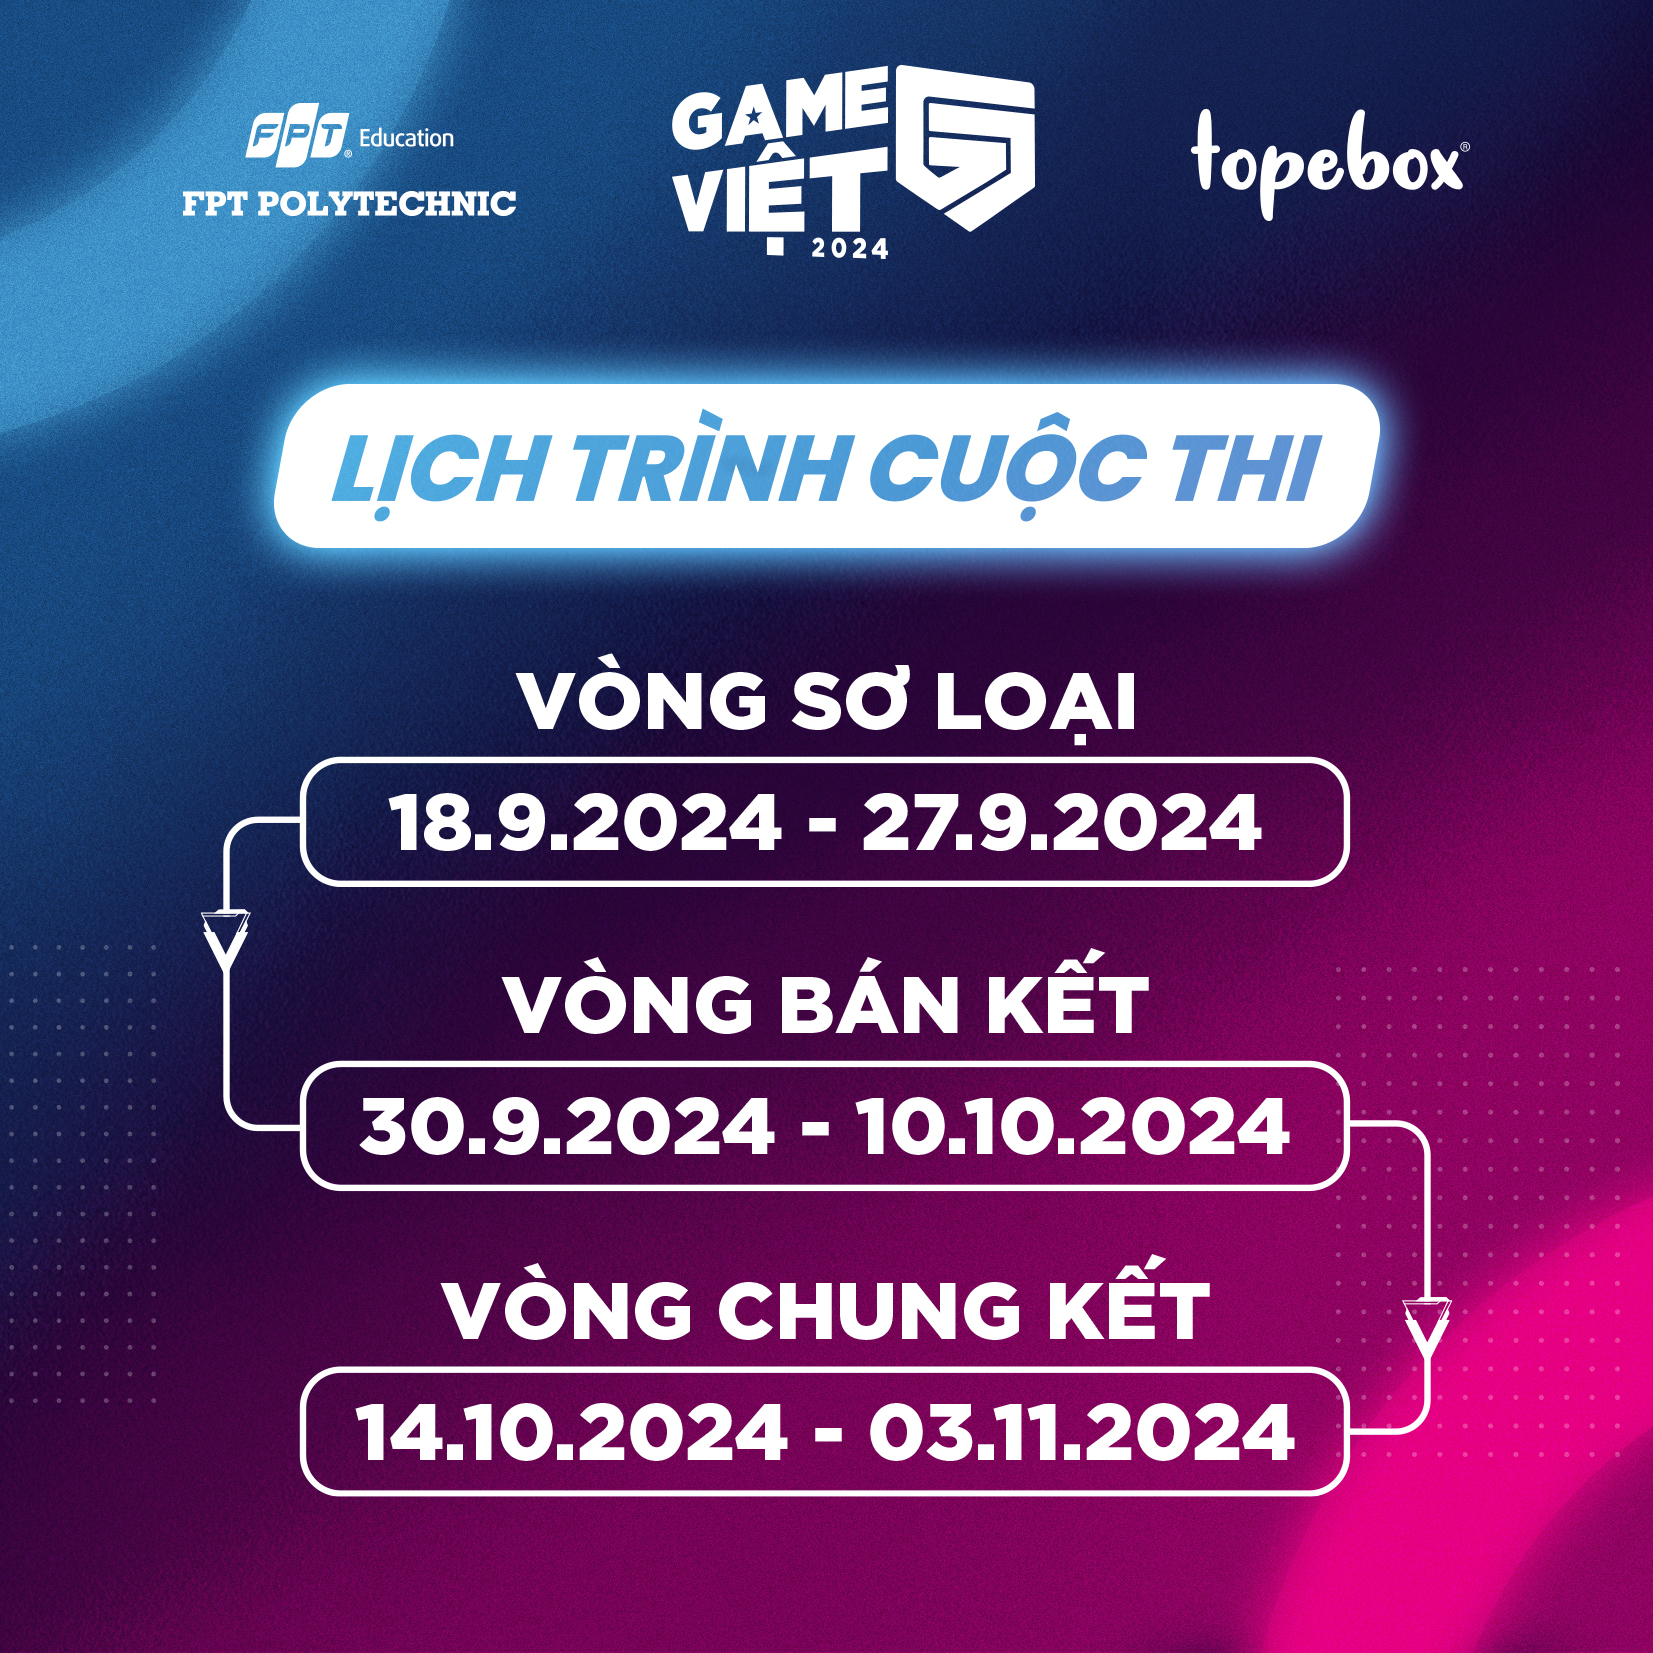 FPT Education
FPT POLYTECHNIC
GAME
VIỆT
2024
topebox
LỊCH TRÌNH CUỘC THI
VÒNG SƠ LOẠI
18.9.2024 - 27.9.2024
VÒNG BÁN KẾT
30.9.2024 - 10.10.2024
VÒNG CHUNG KẾT
14.10.2024 - 03.11.2024